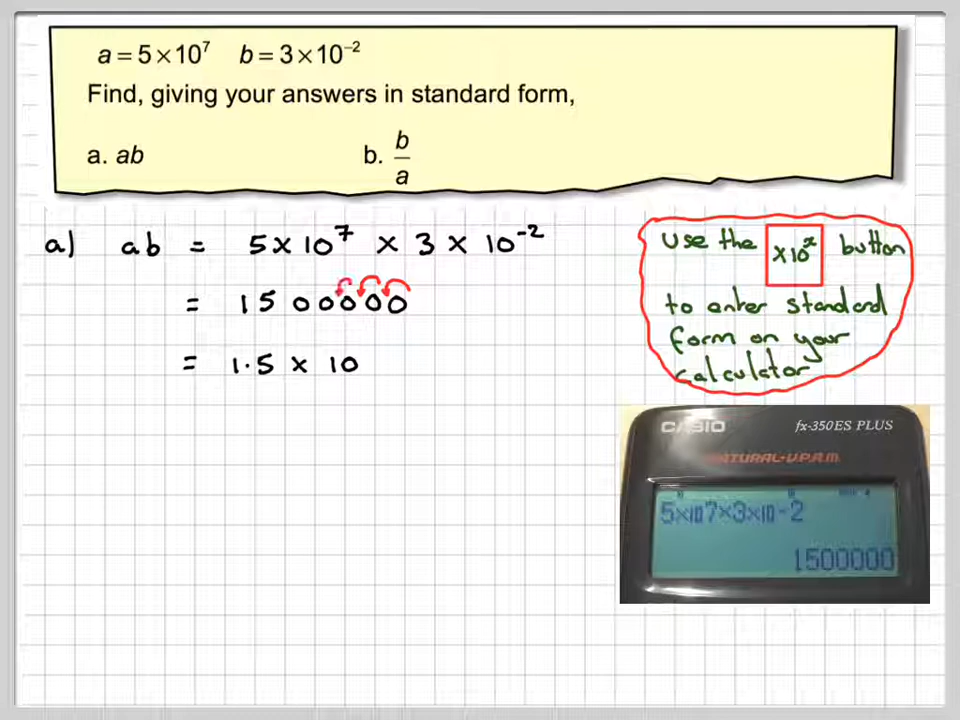 a = 5×10⁷ b = 3×10⁻²
Find, giving your answers in standard form,
a. ab b. b/a
a) ab = 5 × 10⁷ × 3 × 10⁻²
= 1500000
= 1.5 × 10
Use the ×10ˣ button
to enter standard
form on your
calculator
CASIO fx-350ES PLUS
NATURAL-V.P.A.M.
5×10 7×3×10 -2
1500000